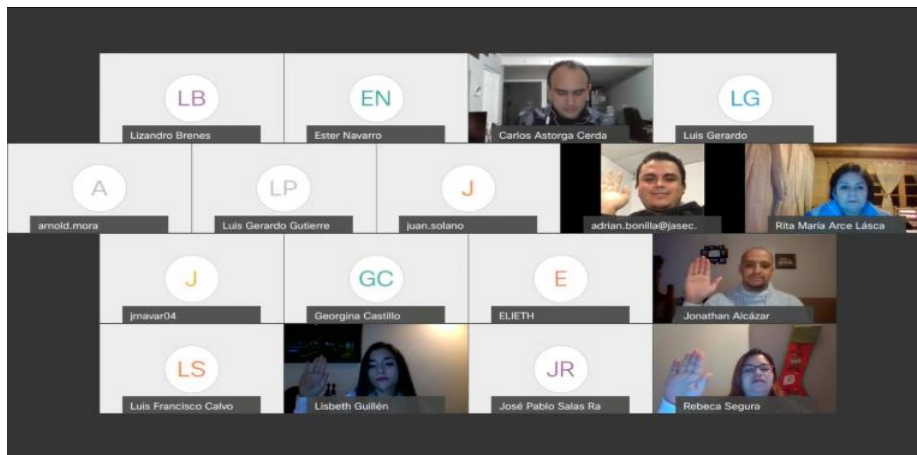 LB
Lizandro Brenes
EN
Ester Navarro
Carlos Astorga Cerda
LG
Luis Gerardo
A
arnold.mora
LP
Luis Gerardo Gutierre
J
juan.solano
adrian.bonilla@jasec.
Rita María Arce Lásca
J
jrnavar04
GC
Georgina Castillo
E
ELIETH
Jonathan Alcázar
LS
Luis Francisco Calvo
Lisbeth Guillén
JR
José Pablo Salas Ra
Rebeca Segura